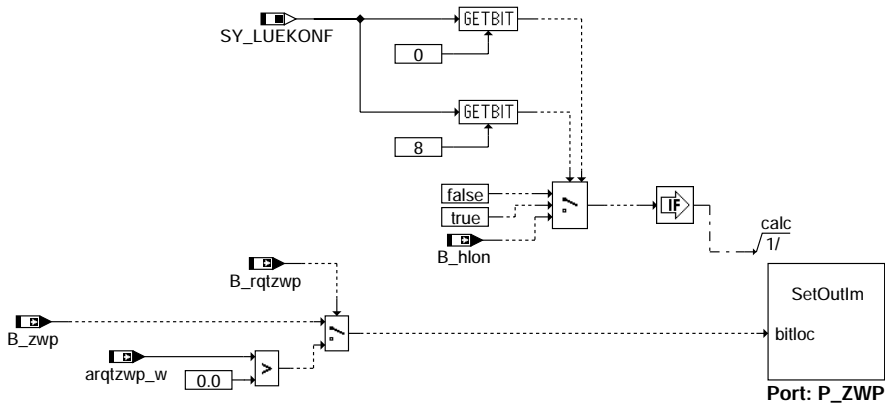 GETBIT
SY_LUEKONF
0
GETBIT
8
false
true
B_hlon
IF
calc
1/
B_rqtzwp
SetOutIm
B_zwp
bitloc
arqtzwp_w
>
0.0
Port: P_ZWP